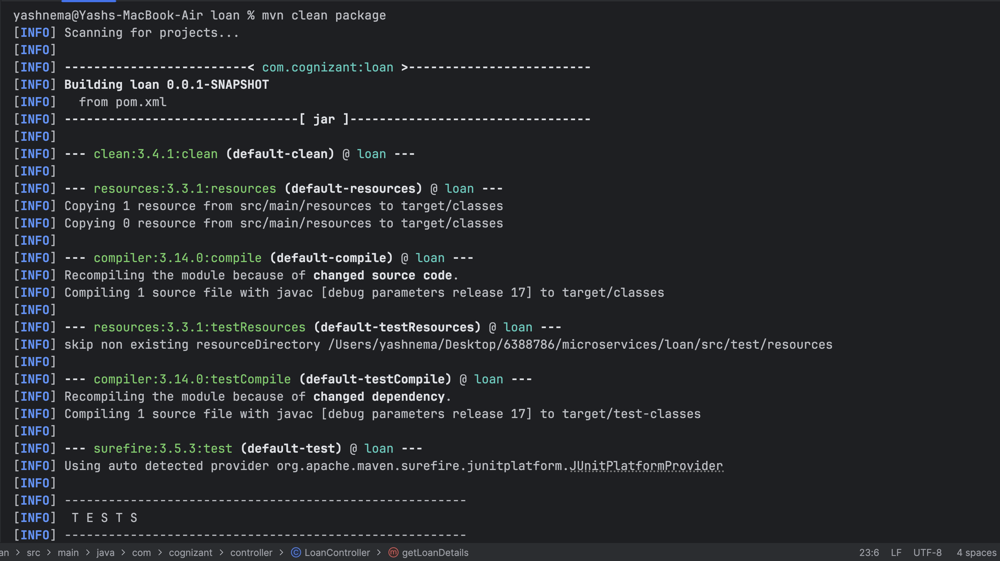 yashnema@Yashs-MacBook-Air loan % mvn clean package
[INFO] Scanning for projects...
[INFO]
[INFO] -------------------------< com.cognizant:loan >-------------------------
[INFO] Building loan 0.0.1-SNAPSHOT
[INFO]   from pom.xml
[INFO] --------------------------------[ jar ]---------------------------------
[INFO]
[INFO] --- clean:3.4.1:clean (default-clean) @ loan ---
[INFO]
[INFO] --- resources:3.3.1:resources (default-resources) @ loan ---
[INFO] Copying 1 resource from src/main/resources to target/classes
[INFO] Copying 0 resource from src/main/resources to target/classes
[INFO]
[INFO] --- compiler:3.14.0:compile (default-compile) @ loan ---
[INFO] Recompiling the module because of changed source code.
[INFO] Compiling 1 source file with javac [debug parameters release 17] to target/classes
[INFO]
[INFO] --- resources:3.3.1:testResources (default-testResources) @ loan ---
[INFO] skip non existing resourceDirectory /Users/yashnema/Desktop/6388786/microservices/loan/src/test/resources
[INFO]
[INFO] --- compiler:3.14.0:testCompile (default-testCompile) @ loan ---
[INFO] Recompiling the module because of changed dependency.
[INFO] Compiling 1 source file with javac [debug parameters release 17] to target/test-classes
[INFO]
[INFO] --- surefire:3.5.3:test (default-test) @ loan ---
[INFO] Using auto detected provider org.apache.maven.surefire.junitplatform.JUnitPlatformProvider
[INFO]
[INFO] -------------------------------------------------------
[INFO]  T E S T S
[INFO] -------------------------------------------------------
an > src > main > java > com > cognizant > controller > LoanController > getLoanDetails 23:6 LF UTF-8 4 spaces